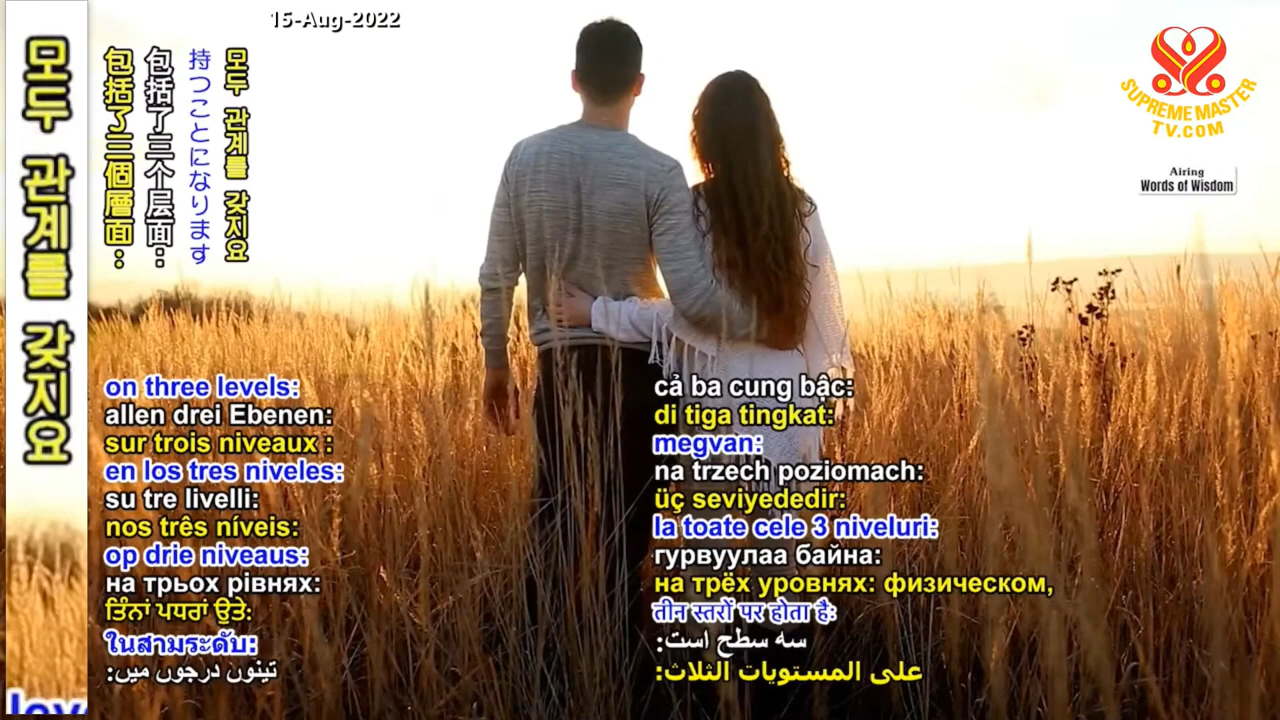 15-Aug-2022
모두 관계를 갖지요
包括了三個層面：
包括了三个层面：
持つことになります
모두 관계를 갖지요
SUPREME MASTER
TV.COM
Airing
Words of Wisdom
on three levels:
allen drei Ebenen:
sur trois niveaux :
en los tres niveles:
su tre livelli:
nos três níveis:
op drie niveaus:
на трьох рівнях:
ਤਿੰਨਾਂ ਪਧਰਾਂ ਉਤੇ:
ในสามระดับ:
تینوں درجوں میں:
cả ba cung bậc:
di tiga tingkat:
megvan:
na trzech poziomach:
üç seviyededir:
la toate cele 3 niveluri:
гурвуулаа байна:
на трёх уровнях: физическом,
तीन स्तरों पर होता है:
سه سطح است:
على المستويات الثلاث: